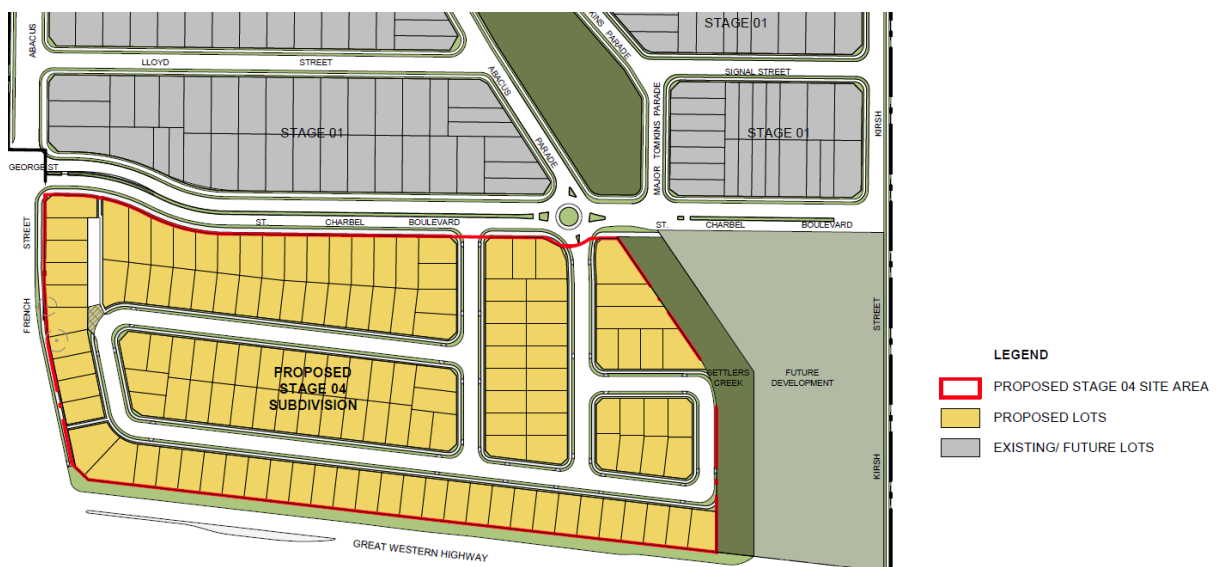 STAGE 01
ABACUS
KINS PARADE
LLOYD STREET
SIGNAL STREET
ABACUS
PARADE
MAJOR TOMKINS PARADE
STAGE 01
STAGE 01
KIRSH
GEORGE ST
STREET
FRENCH
ST. CHARBEL BOULEVARD
ST. CHARBEL BOULEVARD
STREET
KIRSH
PROPOSED
STAGE 04
SUBDIVISION
SETTLERS
CREEK
FUTURE
DEVELOPMENT
GREAT WESTERN HIGHWAY
LEGEND
PROPOSED STAGE 04 SITE AREA
PROPOSED LOTS
EXISTING/ FUTURE LOTS